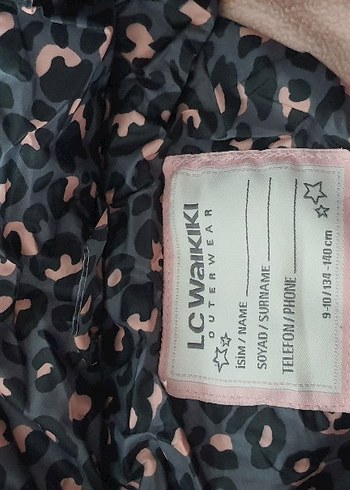 LC WAIKIKI
OUTERWEAR
İSİM / NAME
SOYAD / SURNAME
TELEFON / PHONE
9-10/134-140 cm